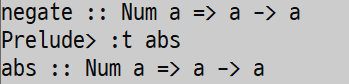 negate :: Num a => a -> a
Prelude> :t abs
abs :: Num a => a -> a